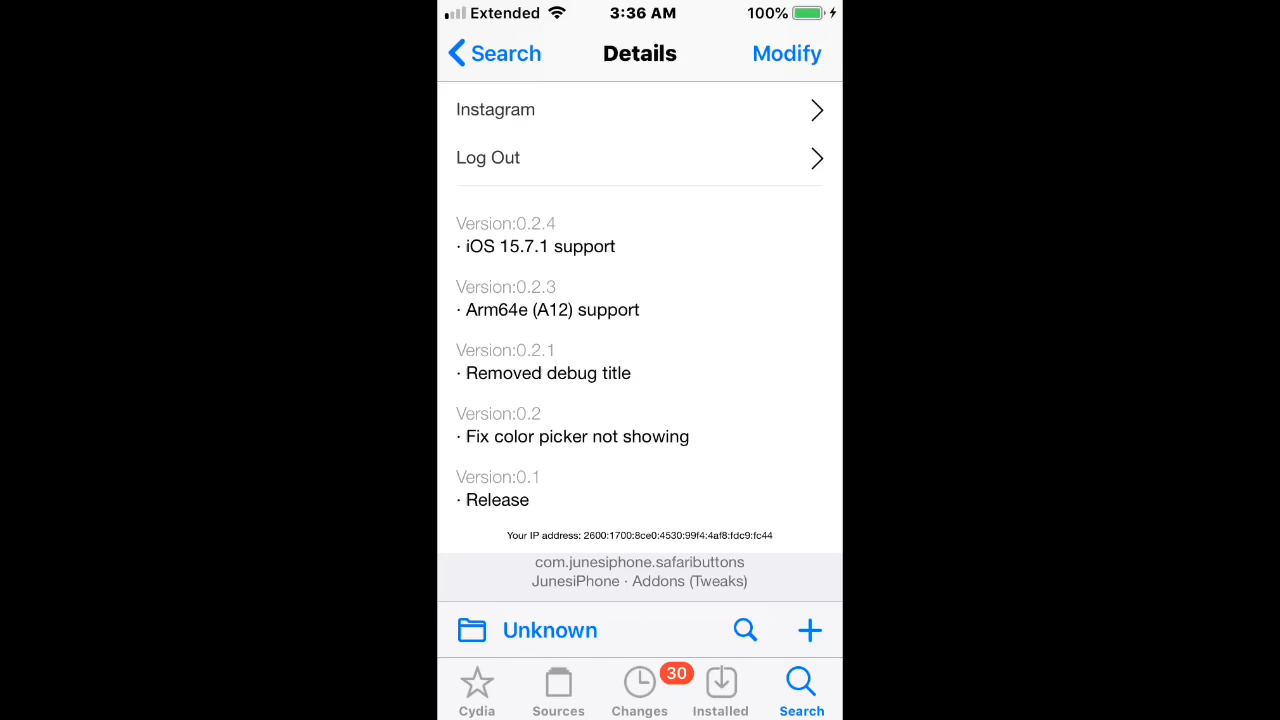 Extended 3:36 AM 100%
Search Details Modify
Instagram
Log Out
Version:0.2.4
· iOS 15.7.1 support
Version:0.2.3
· Arm64e (A12) support
Version:0.2.1
· Removed debug title
Version:0.2
· Fix color picker not showing
Version:0.1
· Release
Your IP address: 2600:1700:8ce0:4530:99f4:4af8:fdc9:fc44
com.junesiphone.safaributtons
JunesiPhone · Addons (Tweaks)
Unknown
30
Cydia Sources Changes Installed Search